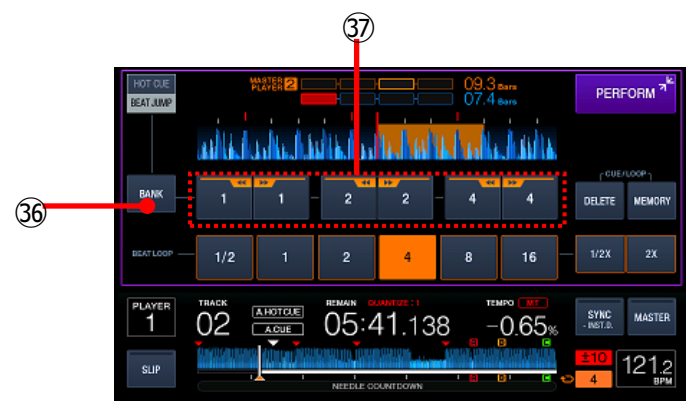 37
HOT CUE
BEAT JUMP
MASTER
PLAYER 2
09.3 Bars
07.4 Bars
PERFORM
CUE/LOOP
36
BANK
1 1 2 2 4 4
DELETE MEMORY
BEAT LOOP
1/2 1 2 4 8 16
1/2X 2X
PLAYER
1
TRACK
02
A.HOT CUE
A.CUE
REMAIN QUANTIZE : 1
05:41.138
TEMPO MT
−0.65%
SYNC
- INST.D.
MASTER
SLIP
B D C
B D C
NEEDLE COUNTDOWN
±10
4
121.2
BPM